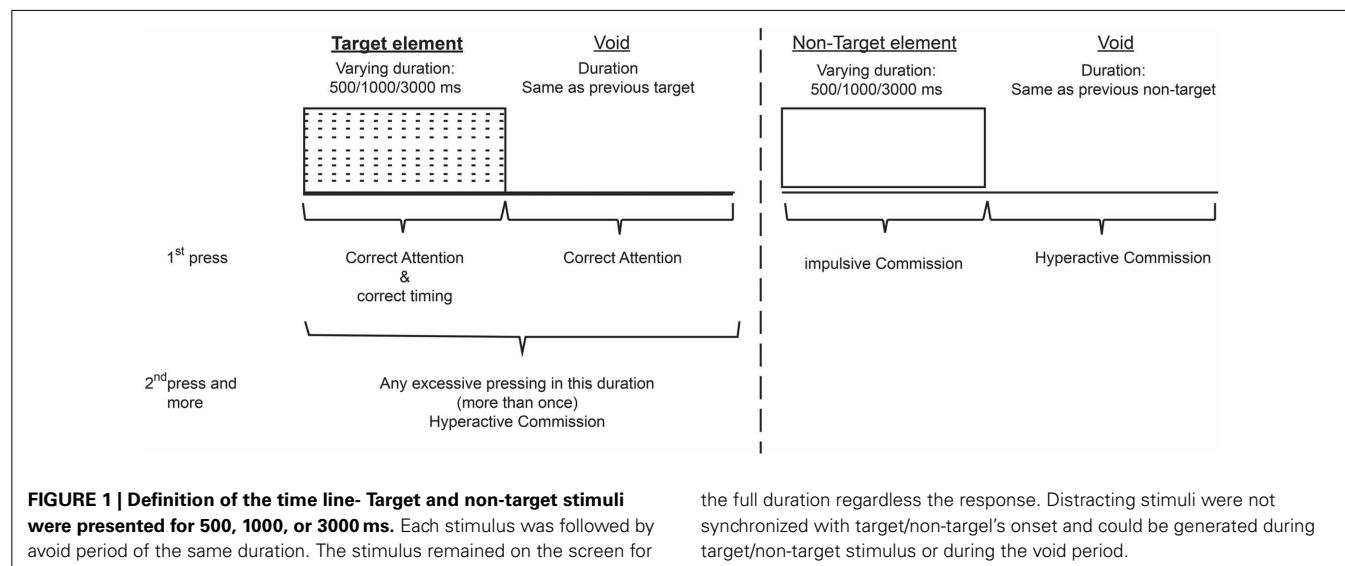 Target element
Varying duration:
500/1000/3000 ms
Void
Duration
Same as previous target
Non-Target element
Varying duration:
500/1000/3000 ms
Void
Duration:
Same as previous non-target
1st press
Correct Attention
&
correct timing
Correct Attention
impulsive Commission
Hyperactive Commission
2nd press and
more
Any excessive pressing in this duration
(more than once)
Hyperactive Commission
FIGURE 1 | Definition of the time line- Target and non-target stimuli
were presented for 500, 1000, or 3000 ms. Each stimulus was followed by
avoid period of the same duration. The stimulus remained on the screen for
the full duration regardless the response. Distracting stimuli were not
synchronized with target/non-targel's onset and could be generated during
target/non-target stimulus or during the void period.